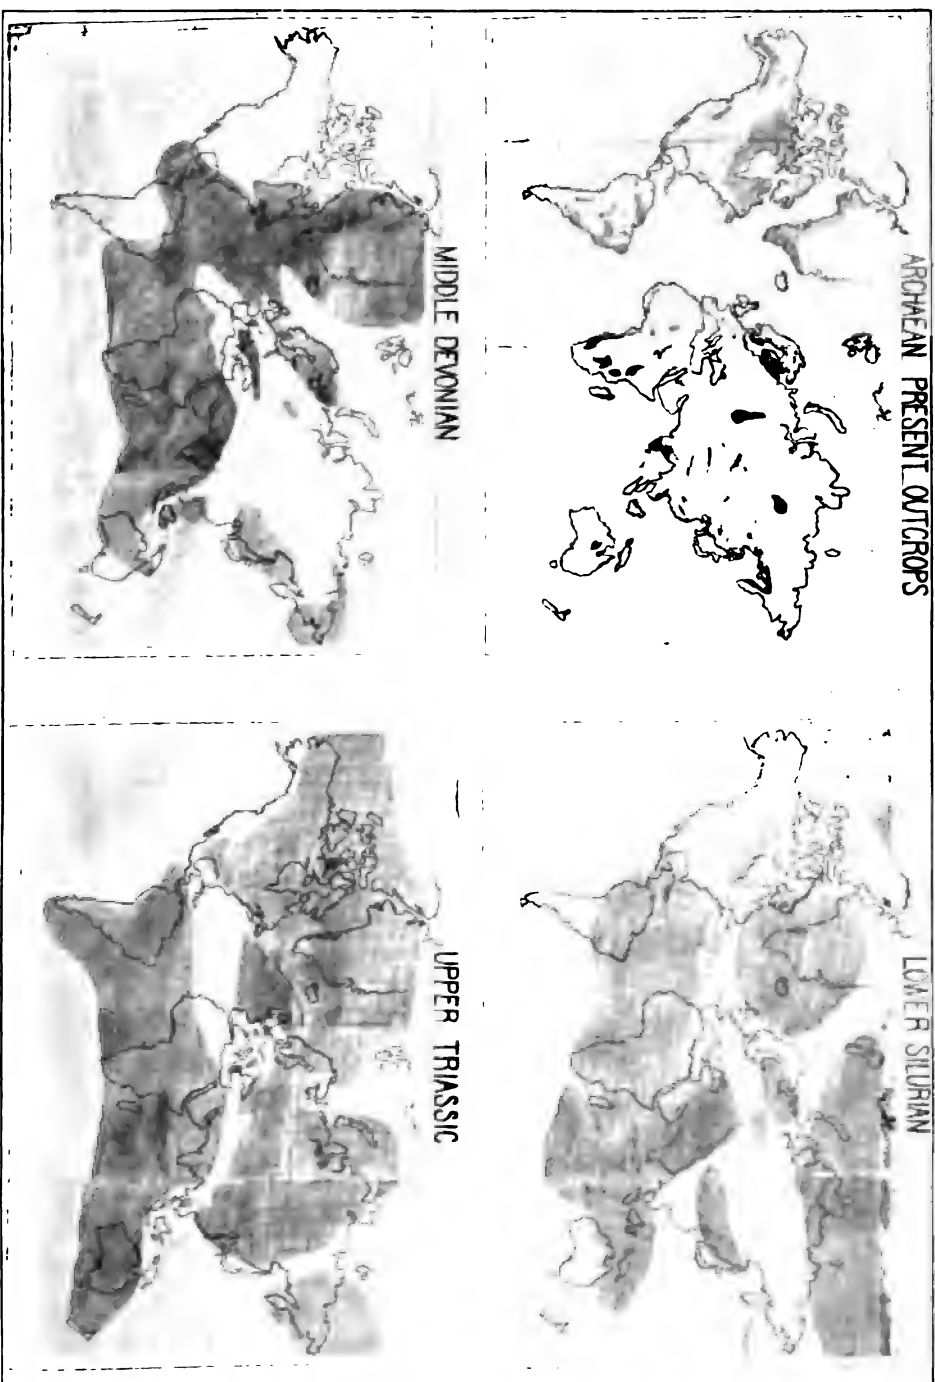 ARCHAEAN PRESENT OUTCROPS
LOWER SILURIAN
MIDDLE DEVONIAN
UPPER TRIASSIC